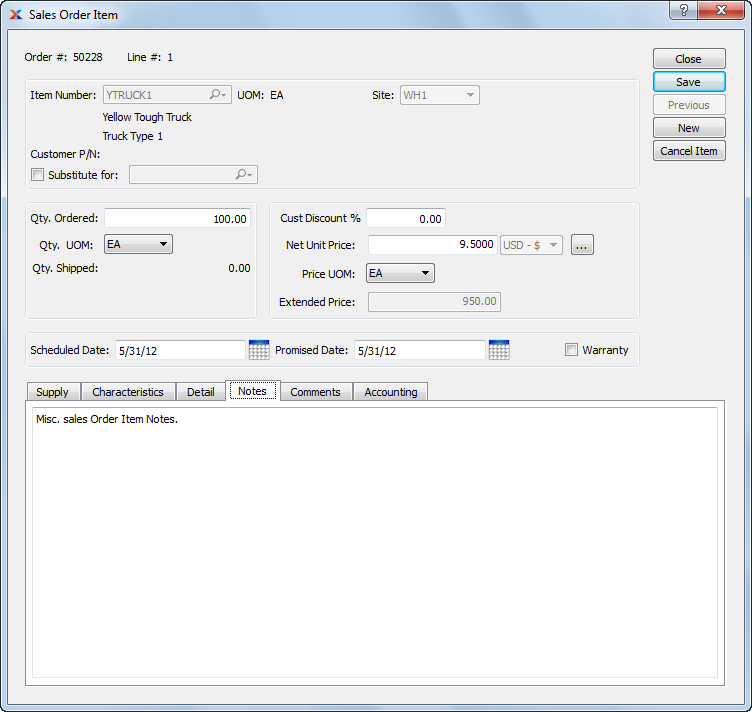 Sales Order Item
?
Order #: 50228 Line #: 1
Close
Save
Previous
New
Cancel Item
Item Number: YTRUCK1 UOM: EA Site: WH1
Yellow Tough Truck
Truck Type 1
Customer P/N:
Substitute for:
Qty. Ordered: 100.00
Qty. UOM: EA
Qty. Shipped: 0.00
Cust Discount % 0.00
Net Unit Price: 9.5000 USD - $ ...
Price UOM: EA
Extended Price: 950.00
Scheduled Date: 5/31/12 Promised Date: 5/31/12 Warranty
Supply Characteristics Detail Notes Comments Accounting
Misc. sales Order Item Notes.